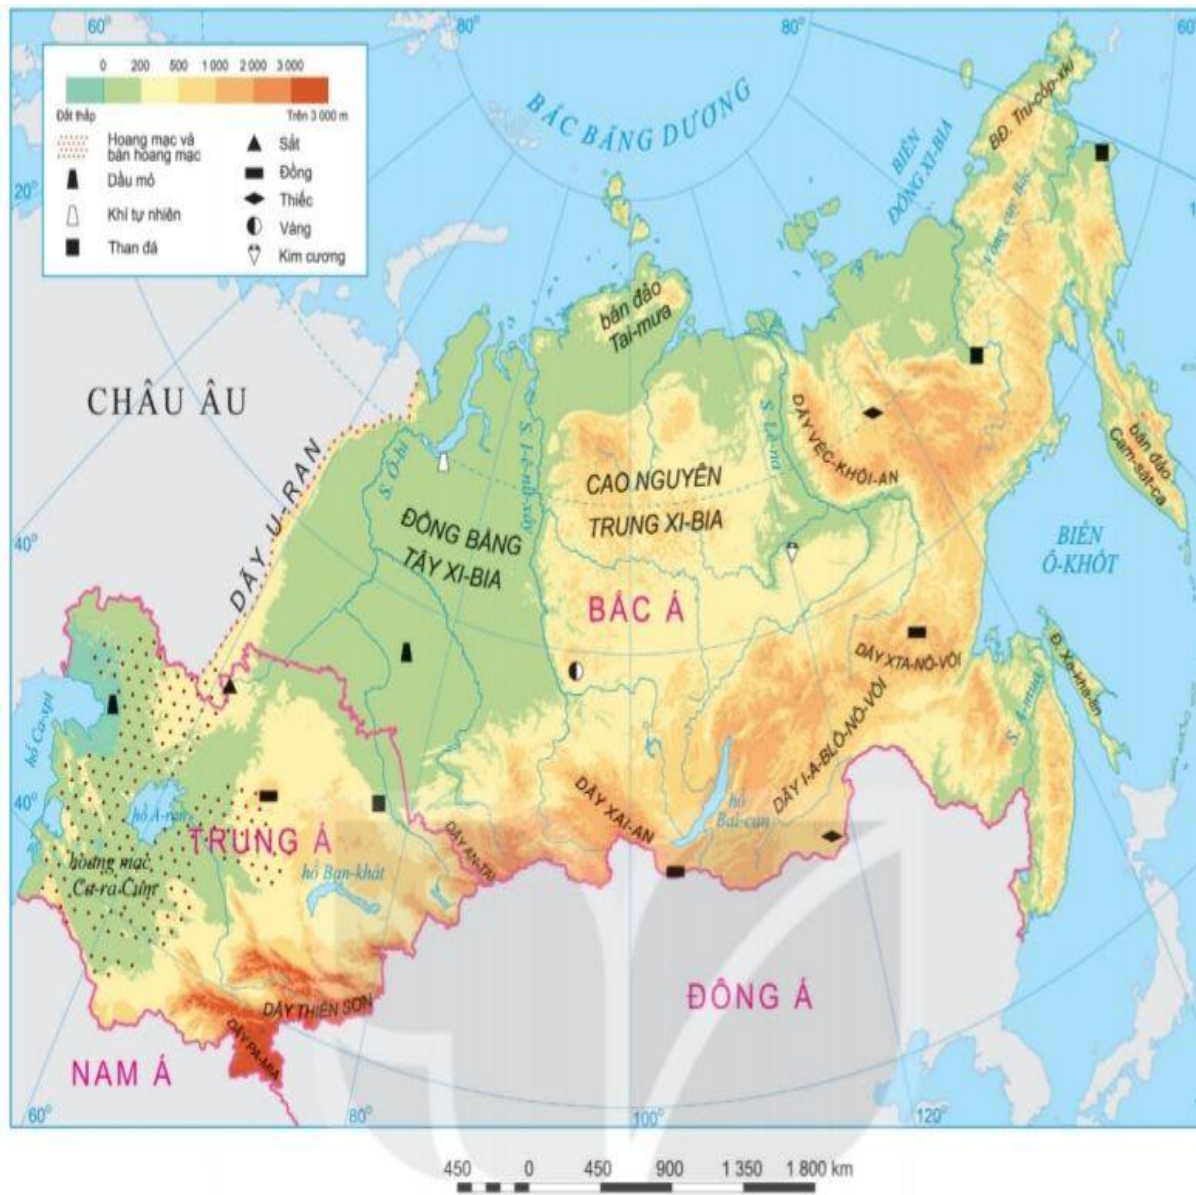 60°
80°
80°
60°
0 200 500 1 000 2 000 3 000
Đất thấp
Trên 3 000 m
Hoang mạc và
bán hoang mạc
Dầu mỏ
Khí tự nhiên
Than đá
Sắt
Đồng
Thiếc
Vàng
Kim cương
BẮC BĂNG DƯƠNG
BIỂN
ĐÔNG XI-BIA
BĐ. Tru-cốp-xki
Vòng cực Bắc
20°
20°
bán đảo
Tai-mưa
CHÂU ÂU
DÃY U-RAN
S. Ô-bi
S. I-ê-nít-xây
S. Lê-na
DÃY VÉC-KHÔI-AN
bán đảo
Cam-sát-ca
CAO NGUYÊN
TRUNG XI-BIA
ĐỒNG BẰNG
TÂY XI-BIA
40°
40°
BIỂN
Ô-KHỐT
BẮC Á
DÃY XTA-NÔ-VÔI
Đ. Xa-kha-lin
S. A-mua
DÃY I-A-BLÔ-NÔ-VÔI
hồ Ca-xpi
40°
hồ A-ran
TRUNG Á
DÃY XAI-AN
hồ
Bai-can
DÃY AN-TAI
hoang mạc
Ca-ra-Cum
hồ Ban-khát
ĐÔNG Á
DÃY THIÊN SƠN
DÃY PA-MIA
NAM Á
60°
80°
100°
120°
450 0 450 900 1 350 1 800 km